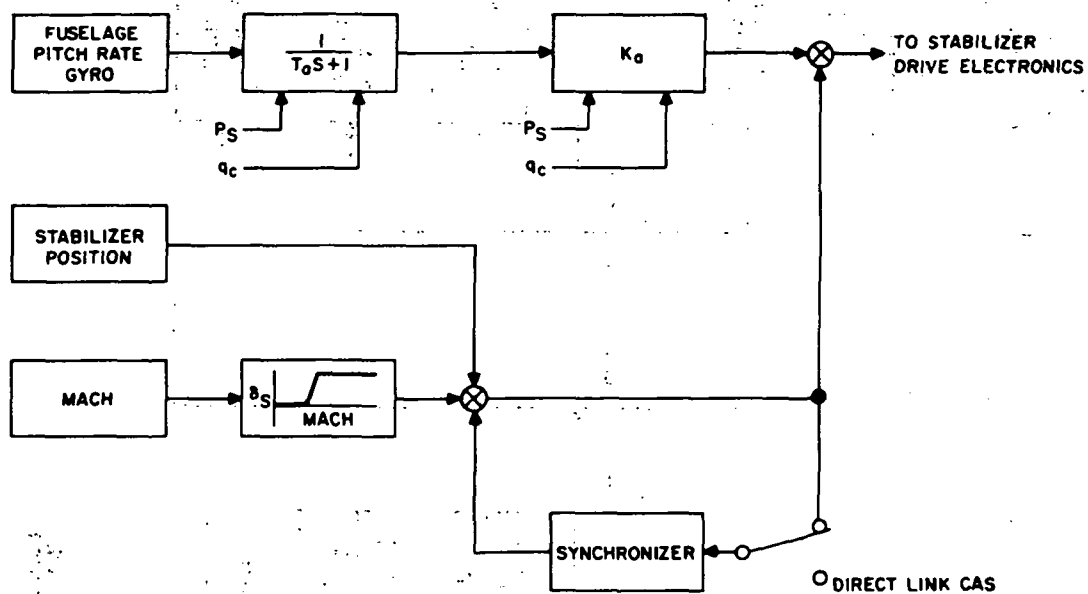 FUSELAGE
PITCH RATE
GYRO
1
TaS+1
Ka
TO STABILIZER
DRIVE ELECTRONICS
PS
qc
PS
qc
STABILIZER
POSITION
MACH
δS
MACH
SYNCHRONIZER
DIRECT LINK CAS